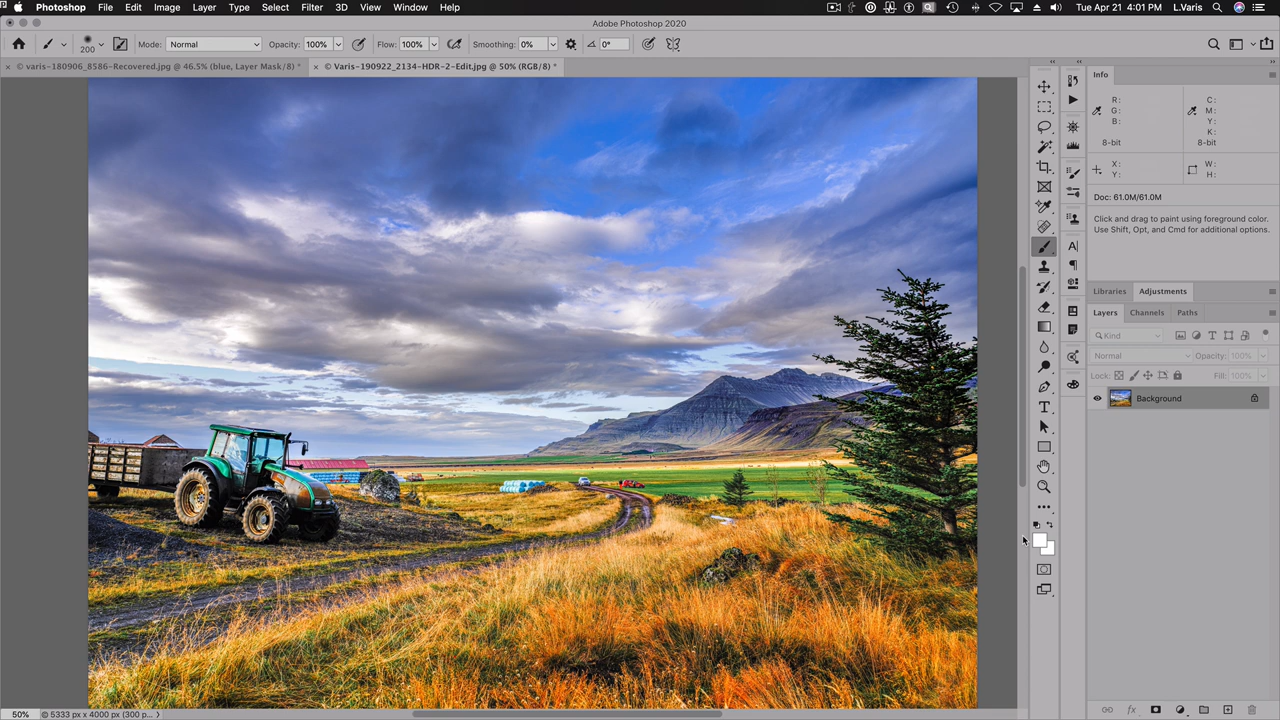 Photoshop File Edit Image Layer Type Select Filter 3D View Window Help Tue Apr 21 4:01 PM L.Varis
Adobe Photoshop 2020
200 Mode: Normal Opacity: 100% Flow: 100% Smoothing: 0% 0°
× © varis-180906_8586-Recovered.jpg @ 46.5% (blue, Layer Mask/8) * × © Varis-190922_2134-HDR-2-Edit.jpg @ 50% (RGB/8) *
Info
R: C:
G: M:
B: Y:
K:
8-bit 8-bit
X: W:
Y: H:
Doc: 61.0M/61.0M
Click and drag to paint using foreground color.
Use Shift, Opt, and Cmd for additional options.
Libraries Adjustments
Layers Channels Paths
Kind
Normal Opacity: 100%
Lock: Fill: 100%
Background
50% 5333 px x 4000 px (300 p...